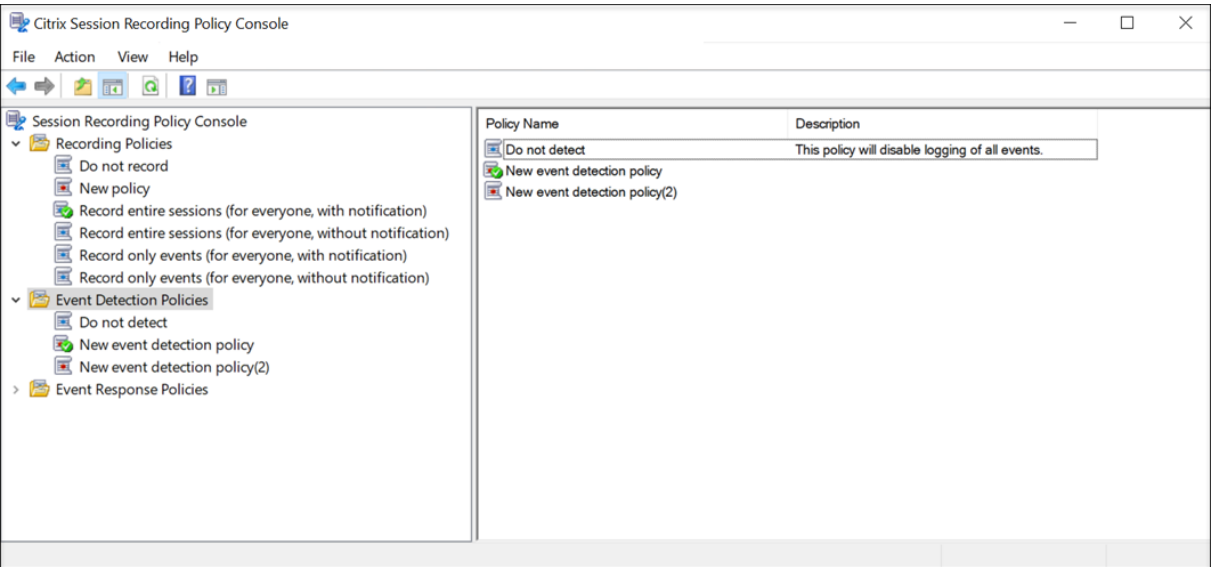 Citrix Session Recording Policy Console
File Action View Help
Session Recording Policy Console
Recording Policies
Do not record
New policy
Record entire sessions (for everyone, with notification)
Record entire sessions (for everyone, without notification)
Record only events (for everyone, with notification)
Record only events (for everyone, without notification)
Event Detection Policies
Do not detect
New event detection policy
New event detection policy(2)
Event Response Policies
Policy Name Description
Do not detect This policy will disable logging of all events.
New event detection policy
New event detection policy(2)